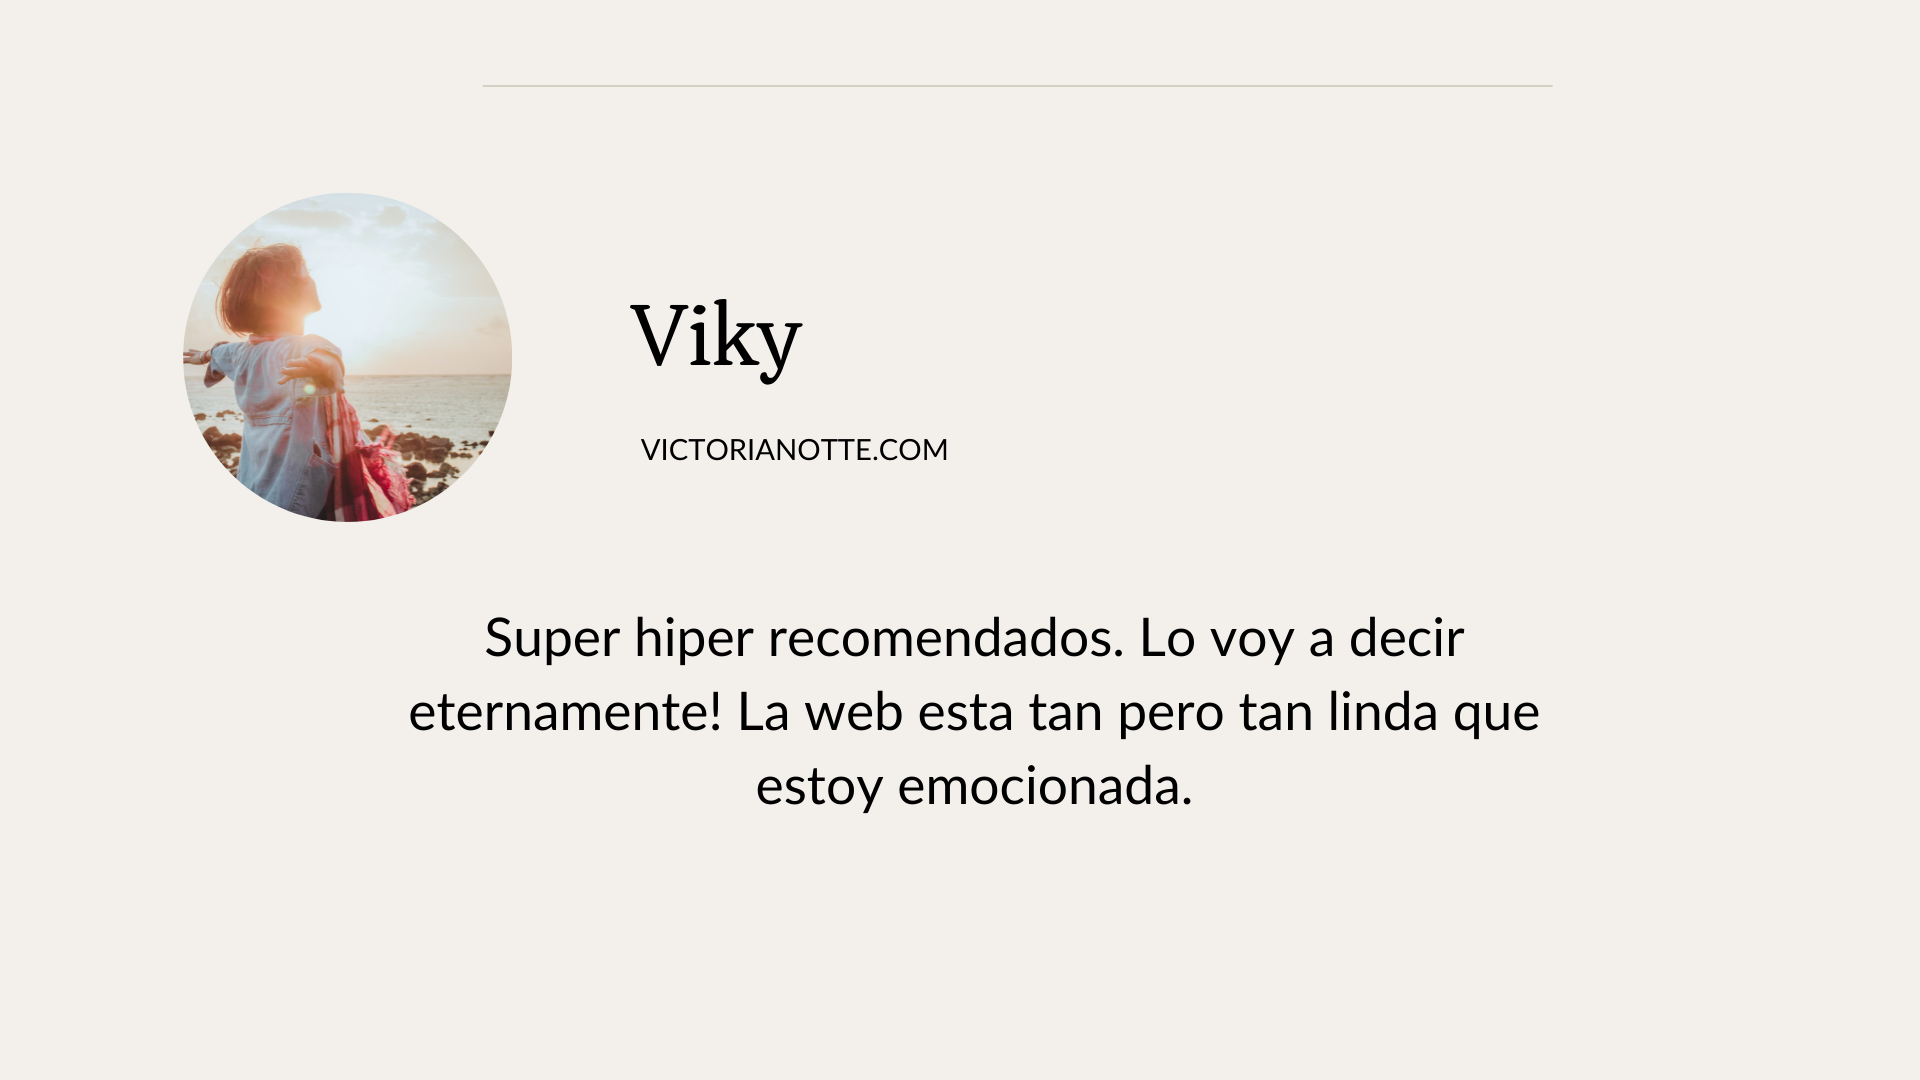 Viky
VICTORIANOTTE.COM
Super hiper recomendados. Lo voy a decir
eternamente! La web esta tan pero tan linda que
estoy emocionada.